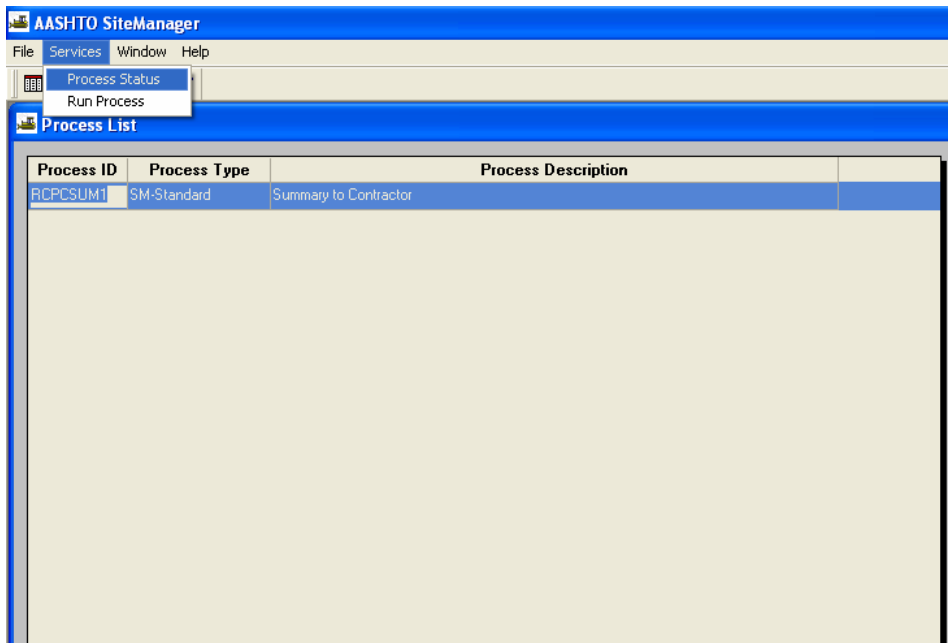 AASHTO SiteManager
File Services Window Help
Process Status
Run Process
Process List
Process ID Process Type Process Description
RCPCSUM1 SM-Standard Summary to Contractor